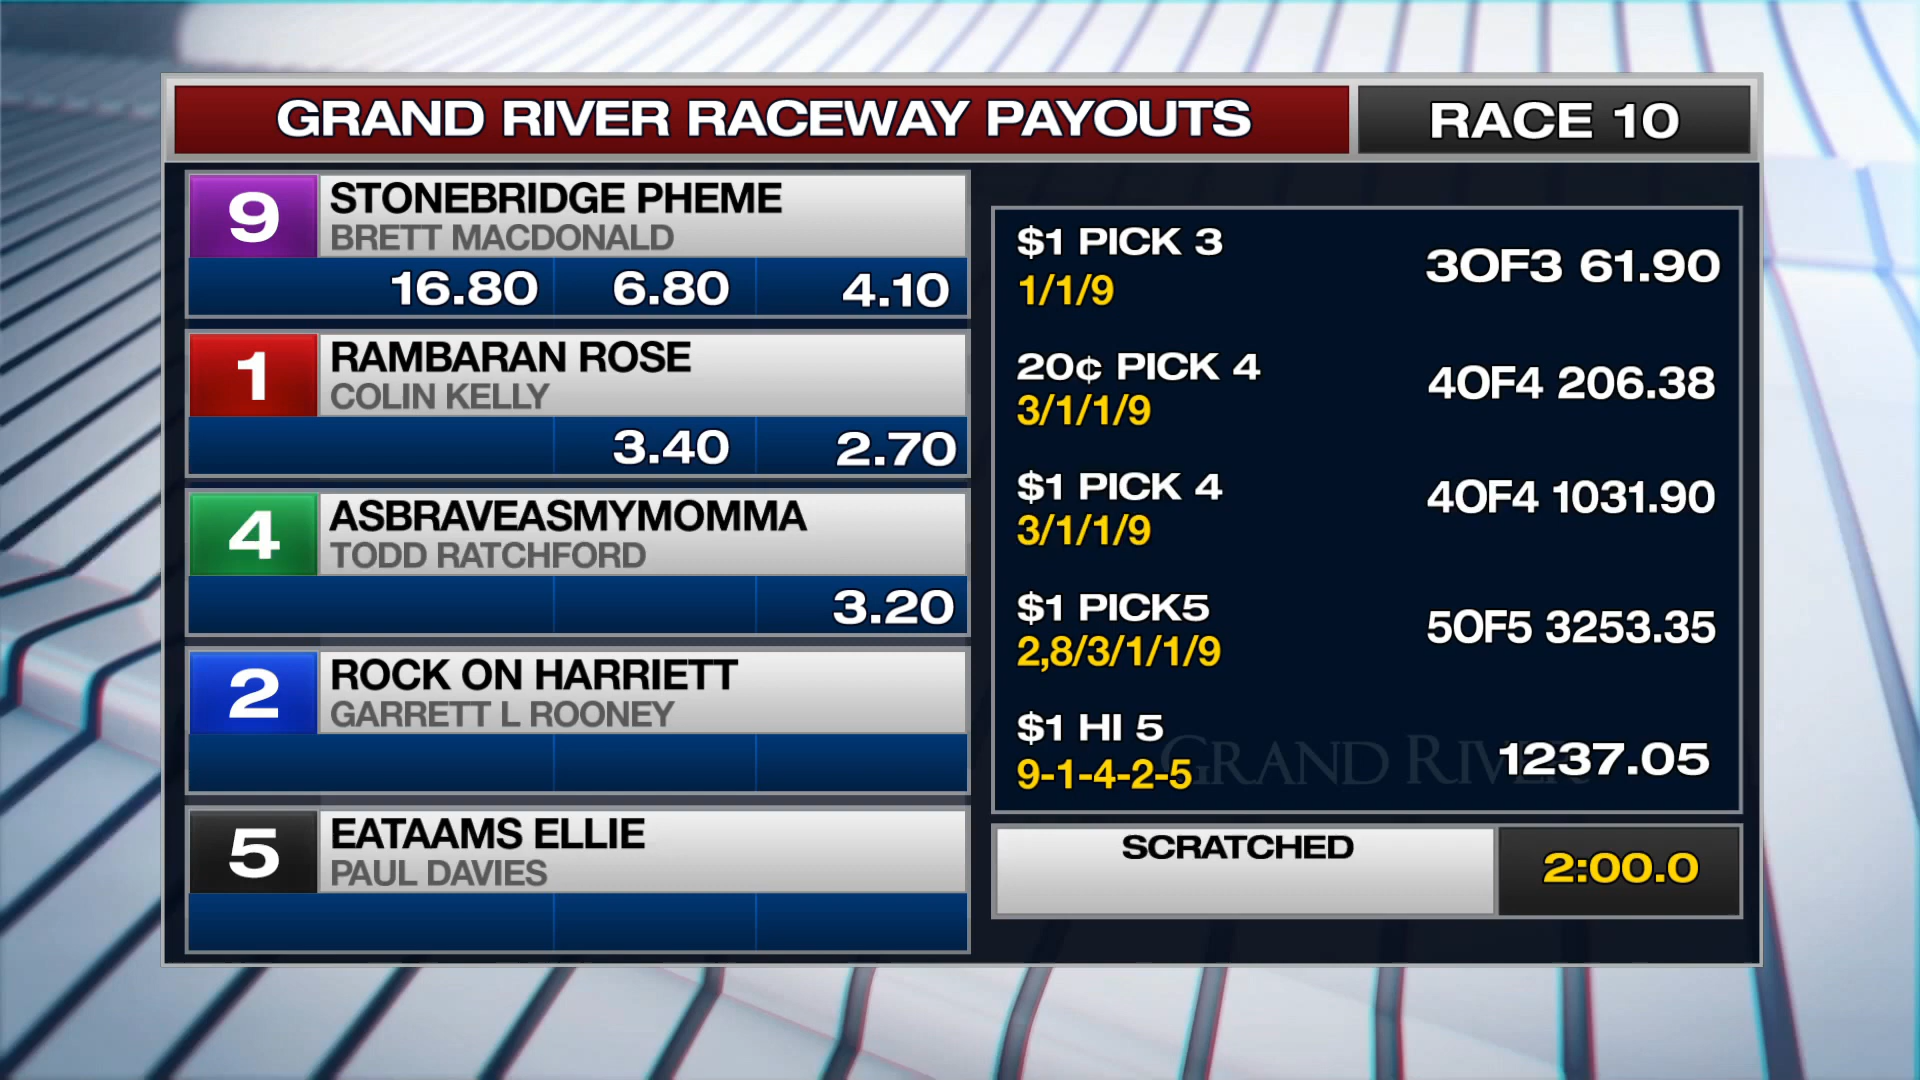 GRAND RIVER RACEWAY PAYOUTS
RACE 10
9
STONEBRIDGE PHEME
BRETT MACDONALD
16.80 6.80 4.10
1
RAMBARAN ROSE
COLIN KELLY
3.40 2.70
4
ASBRAVEASMYMOMMA
TODD RATCHFORD
3.20
2
ROCK ON HARRIETT
GARRETT L ROONEY
5
EATAAMS ELLIE
PAUL DAVIES
$1 PICK 3
1/1/9
3OF3 61.90
20¢ PICK 4
3/1/1/9
4OF4 206.38
$1 PICK 4
3/1/1/9
4OF4 1031.90
$1 PICK5
2,8/3/1/1/9
5OF5 3253.35
$1 HI 5
9-1-4-2-5
1237.05
GRAND RIVER
SCRATCHED
2:00.0